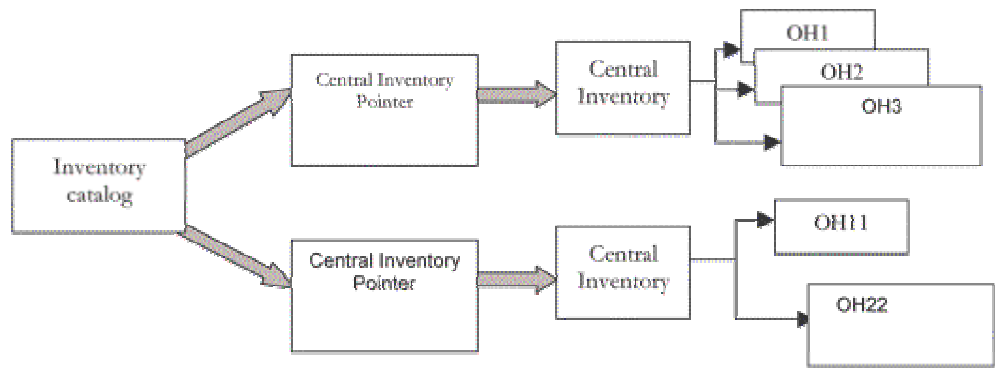 Inventory
catalog
Central Inventory
Pointer
Central
Inventory
OH1
OH2
OH3
Central Inventory
Pointer
Central
Inventory
OH11
OH22